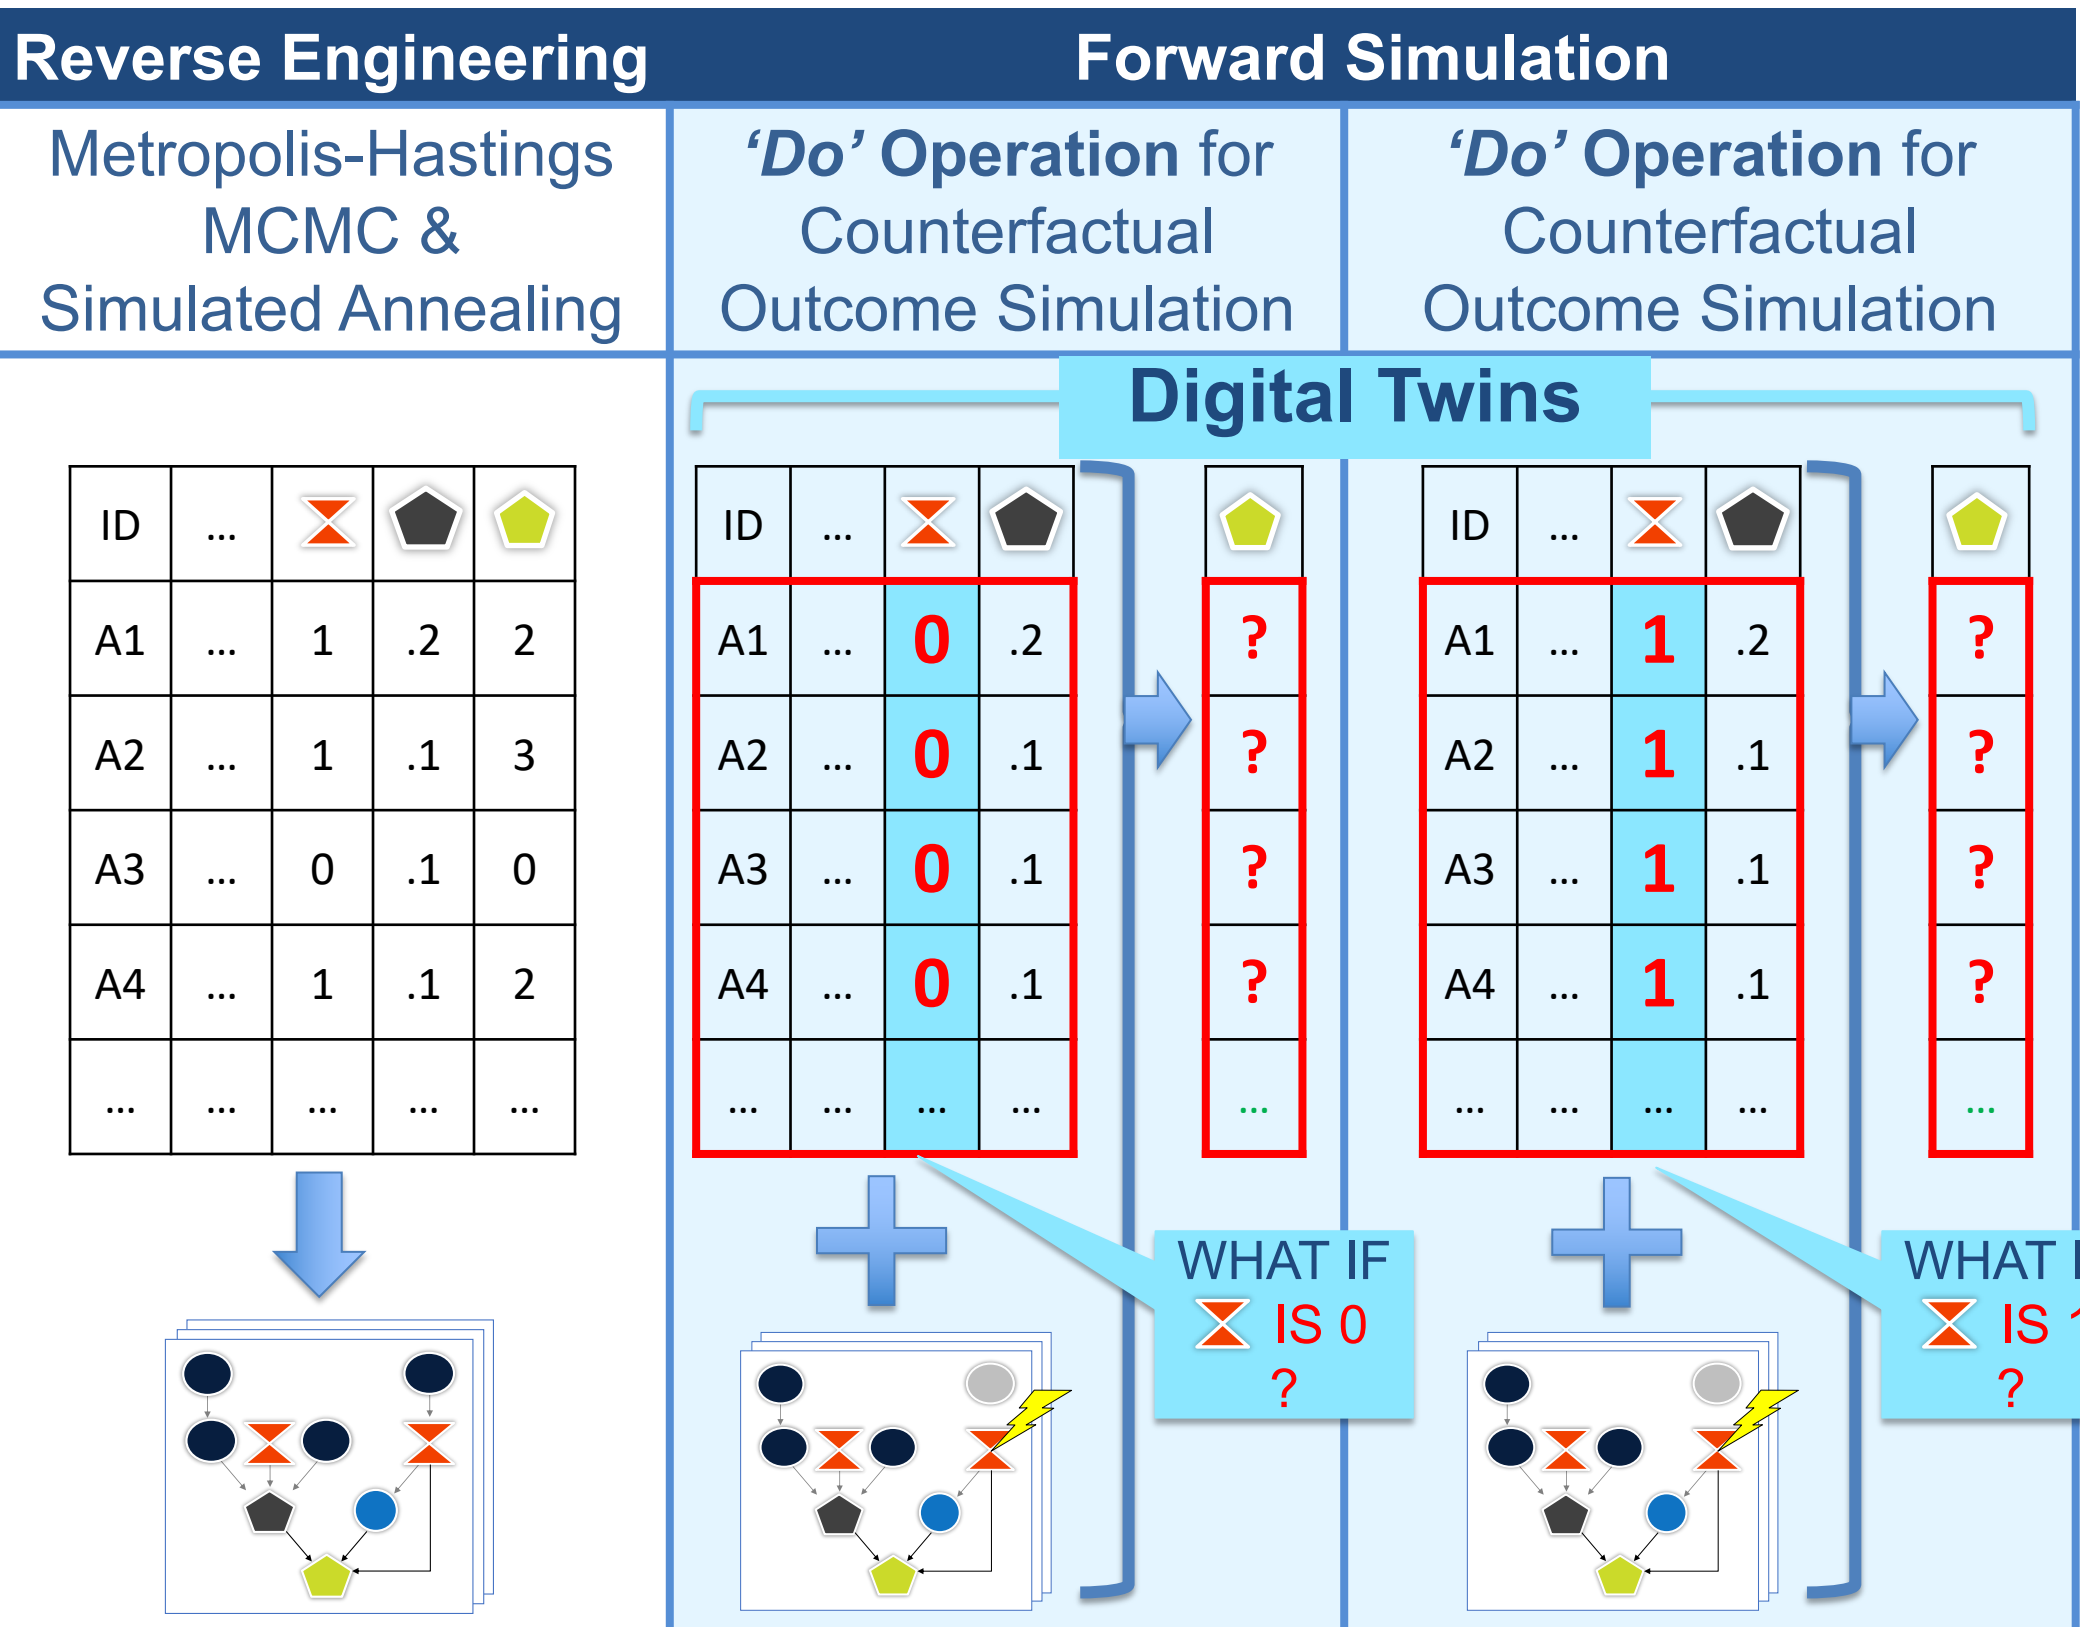 Reverse Engineering
Forward Simulation
Metropolis-Hastings
MCMC &
Simulated Annealing
‘Do’ Operation for
Counterfactual
Outcome Simulation
‘Do’ Operation for
Counterfactual
Outcome Simulation
Digital Twins
ID ...
A1 ... 1 .2 2
A2 ... 1 .1 3
A3 ... 0 .1 0
A4 ... 1 .1 2
... ... ... ... ...
ID ...
A1 ... 0 .2 ?
A2 ... 0 .1 ?
A3 ... 0 .1 ?
A4 ... 0 .1 ?
... ... ... ... ...
WHAT IF
IS 0
?
ID ...
A1 ... 1 .2 ?
A2 ... 1 .1 ?
A3 ... 1 .1 ?
A4 ... 1 .1 ?
... ... ... ... ...
WHAT
IS 1
?